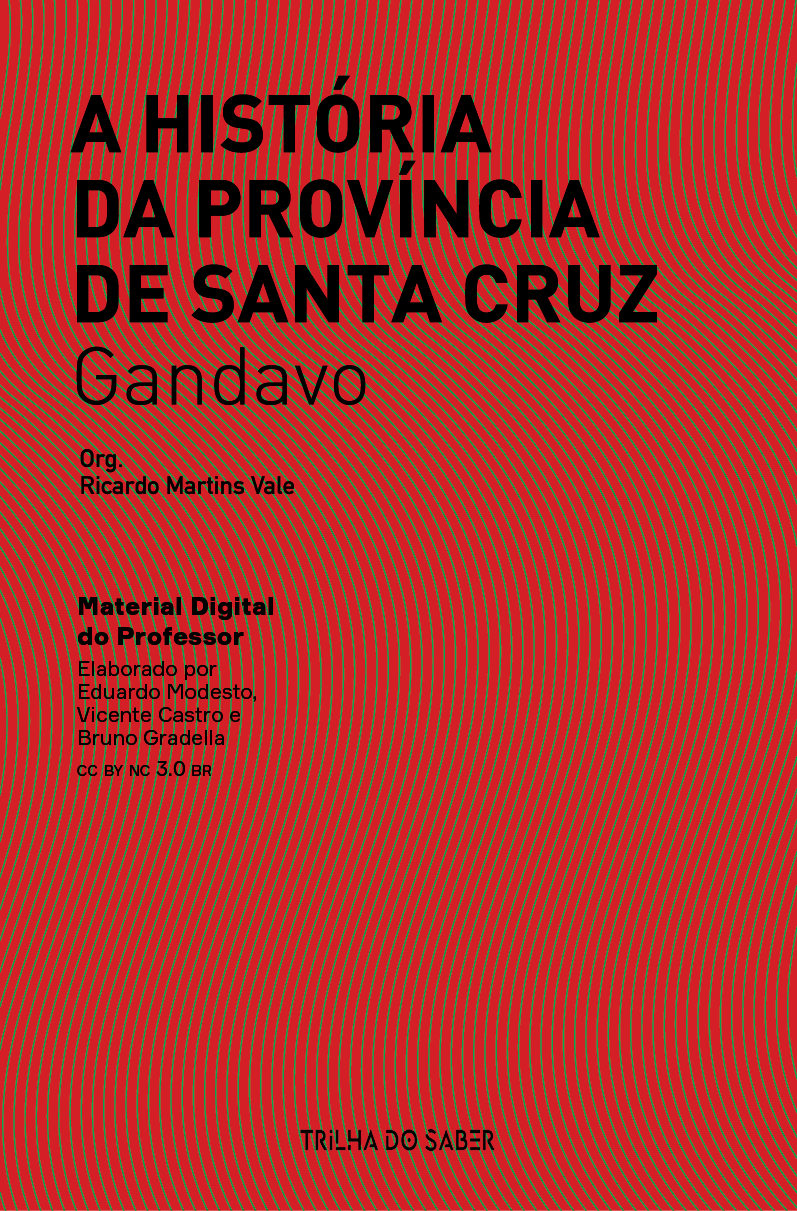 A HISTÓRIA
DA PROVÍNCIA
DE SANTA CRUZ
Gandavo
Org.
Ricardo Martins Vale
Material Digital
do Professor
Elaborado por
Eduardo Modesto,
Vicente Castro e
Bruno Gradella
CC BY NC 3.0 BR
TRiLHA DO SABER